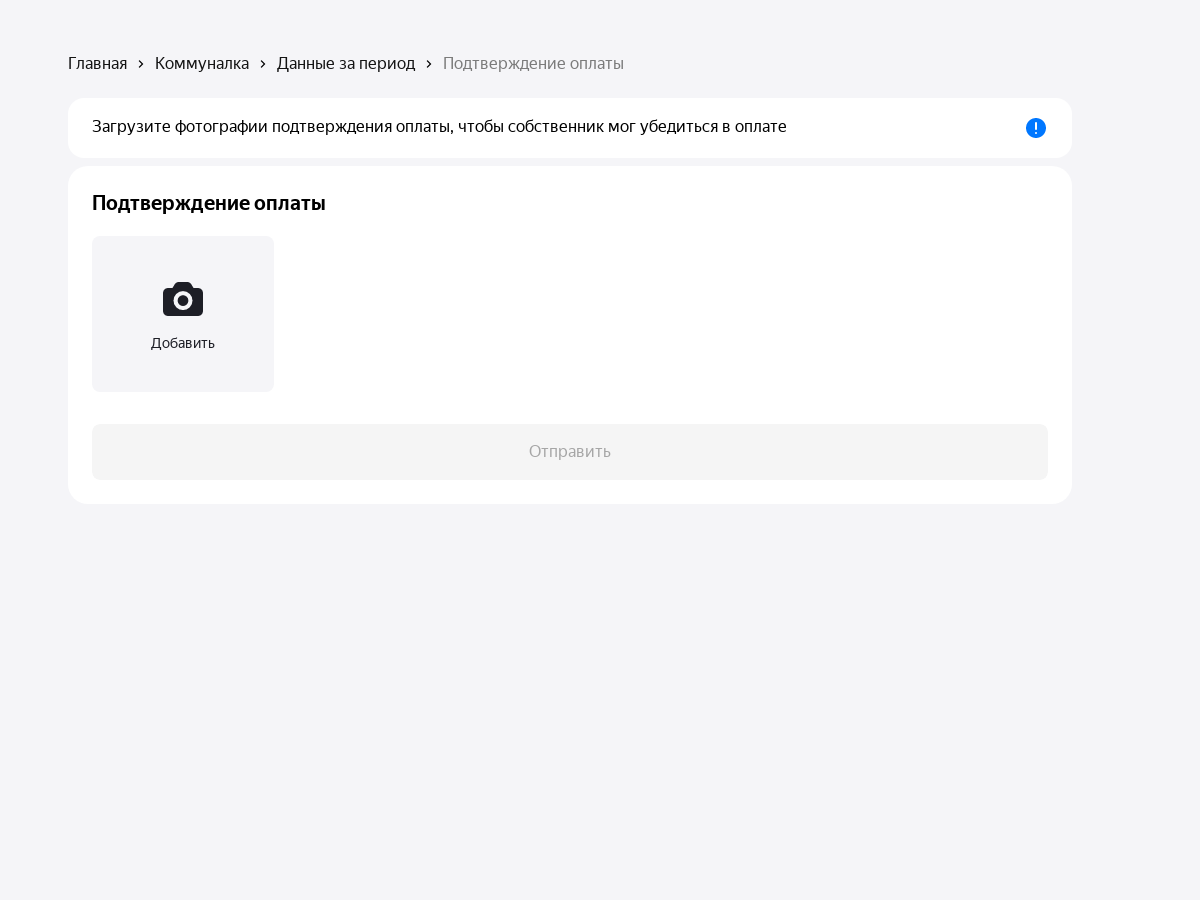 Главная › Коммуналка › Данные за период › Подтверждение оплаты
Загрузите фотографии подтверждения оплаты, чтобы собственник мог убедиться в оплате
Подтверждение оплаты
Добавить
Отправить